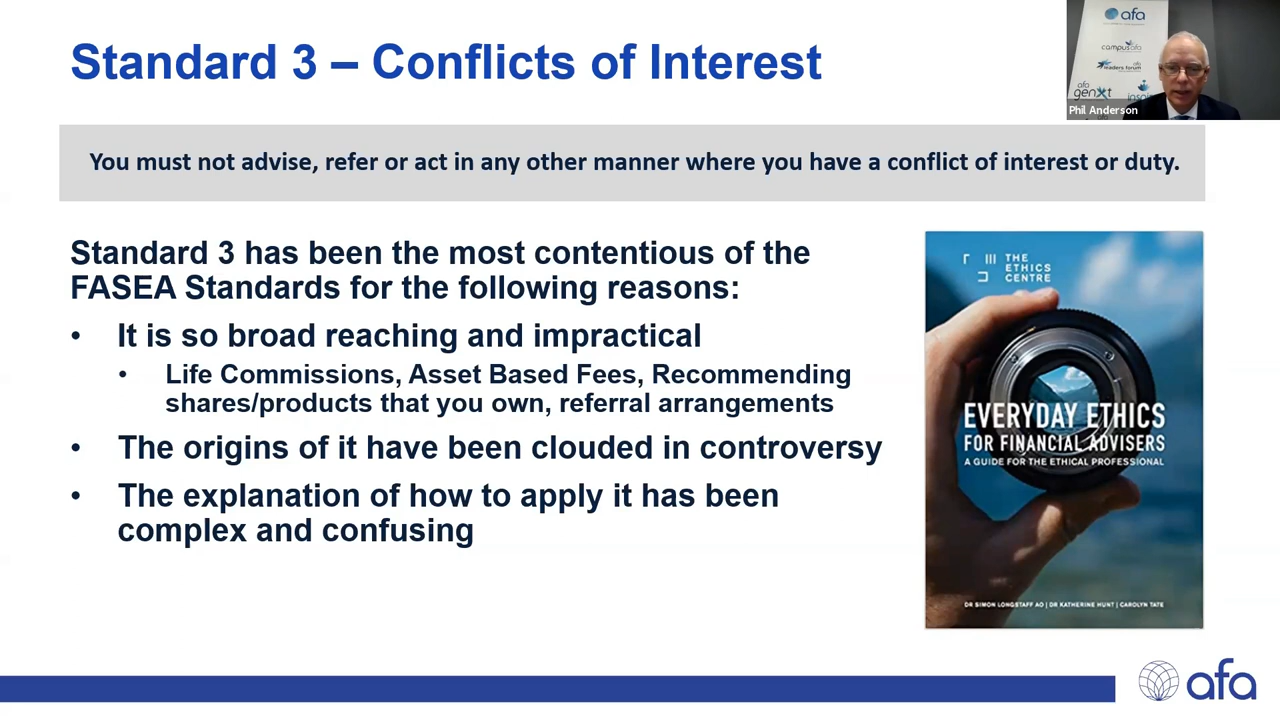 Standard 3 – Conflicts of Interest
afa
campusafa
afa
leaders forum
afa
genxt
inspi
Phil Anderson
You must not advise, refer or act in any other manner where you have a conflict of interest or duty.
Standard 3 has been the most contentious of the
FASEA Standards for the following reasons:
• It is so broad reaching and impractical
• Life Commissions, Asset Based Fees, Recommending
shares/products that you own, referral arrangements
• The origins of it have been clouded in controversy
• The explanation of how to apply it has been
complex and confusing
THE
ETHICS
CENTRE
EVERYDAY ETHICS
FOR FINANCIAL ADVISERS
A GUIDE FOR THE ETHICAL PROFESSIONAL
DR SIMON LONGSTAFF AO | DR KATHERINE HUNT | CAROLYN TATE
afa